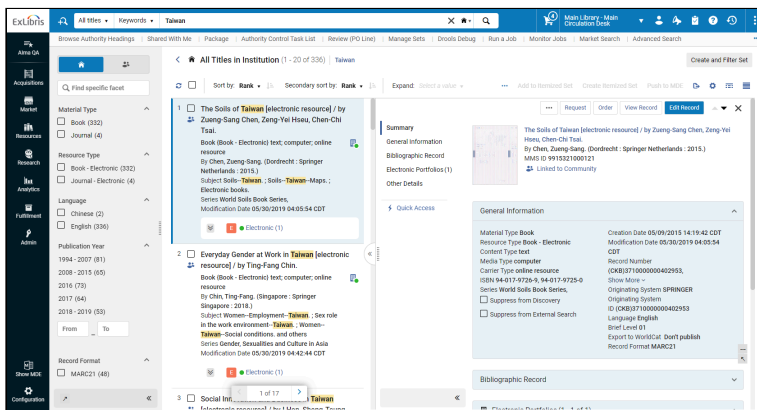 ExLibris
All titles
Keywords
Taiwan
Main Library - Main
Circulation Desk
Browse Authority Headings
Shared With Me
Package
Authority Control Task List
Review (PO Line)
Manage Sets
Drools Debug
Run a Job
Monitor Jobs
Market Search
Advanced Search
Alma QA
Acquisitions
Market
Resources
Research
Analytics
Fulfillment
Admin
Show MDE
Configuration
Find specific facet
Material Type
Book (332)
Journal (4)
Resource Type
Book - Electronic (332)
Journal - Electronic (4)
Language
Chinese (2)
English (336)
Publication Year
1994 - 2007 (81)
2008 - 2015 (65)
2016 (73)
2017 (64)
2018 - 2019 (53)
From _ To
Record Format
MARC21 (48)
All Titles in Institution (1 - 20 of 336) Taiwan
Create and Filter Set
Sort by: Rank
Secondary sort by: Rank
Expand: Select a value
Add to Itemized Set
Create Itemized Set
Push to MDE
1 The Soils of Taiwan [electronic resource] / by
Zueng-Sang Chen, Zeng-Yei Hseu, Chen-Chi
Tsai.
Book (Book - Electronic) text; computer; online
resource
By Chen, Zueng-Sang. (Dordrecht : Springer
Netherlands : 2015.)
Subject Soils--Taiwan. ; Soils--Taiwan--Maps. ;
Electronic books.
Series World Soils Book Series,
Modification Date 05/30/2019 04:05:54 CDT
E Electronic (1)
2 Everyday Gender at Work in Taiwan [electronic
resource] / by Ting-Fang Chin.
Book (Book - Electronic) text; computer; online
resource
By Chin, Ting-Fang. (Singapore : Springer
Singapore : 2018.)
Subject Women--Employment--Taiwan. ; Sex role
in the work environment--Taiwan. ; Women--
Taiwan--Social conditions. and others
Series Gender, Sexualities and Culture in Asia
Modification Date 05/30/2019 04:42:44 CDT
E Electronic (1)
1 of 17
3 Social
Taiwan
Summary
General Information
Bibliographic Record
Electronic Portfolios (1)
Other Details
Quick Access
Request
Order
View Record
Edit Record
The Soils of Taiwan [electronic resource] / by Zueng-Sang Chen, Zeng-Yei
Hseu, Chen-Chi Tsai.
By Chen, Zueng-Sang. (Dordrecht : Springer Netherlands : 2015.)
MMS ID 9915321000121
Linked to Community
General Information
Material Type Book
Resource Type Book - Electronic
Content Type text
Media Type computer
Carrier Type online resource
ISBN 94-017-9726-9, 94-017-9725-0
Series World Soils Book Series,
Suppress from Discovery
Suppress from External Search
Creation Date 05/09/2015 14:19:42 CDT
Modification Date 05/30/2019 04:05:54
CDT
Record Number
(CKB)3710000000402953,
Show More
Originating System SPRINGER
Originating System
ID (CKB)3710000000402953
Language English
Brief Level 01
Export to WorldCat Don't publish
Record Format MARC21
Bibliographic Record